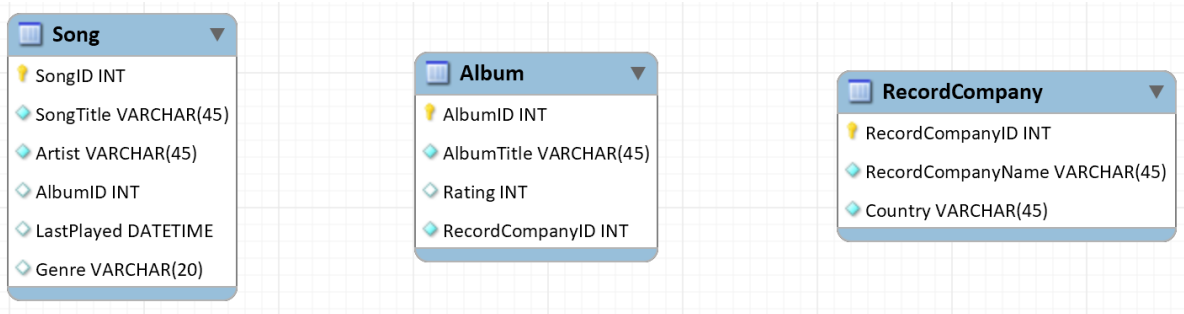 Song
SongID INT
SongTitle VARCHAR(45)
Artist VARCHAR(45)
AlbumID INT
LastPlayed DATETIME
Genre VARCHAR(20)
Album
AlbumID INT
AlbumTitle VARCHAR(45)
Rating INT
RecordCompanyID INT
RecordCompany
RecordCompanyID INT
RecordCompanyName VARCHAR(45)
Country VARCHAR(45)